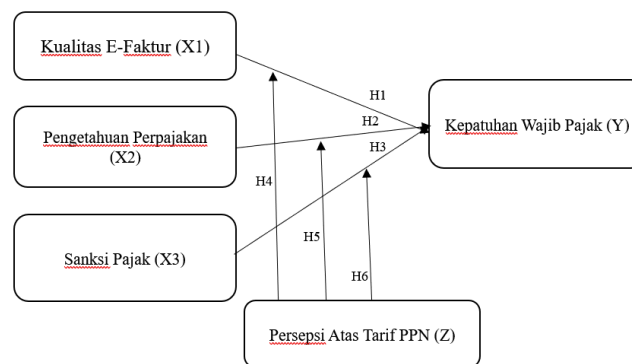 Kualitas E-Faktur (X1)
H1
H2
Kepatuhan Wajib Pajak (Y)
Pengetahuan Perpajakan
(X2)
H3
H4
Sanksi Pajak (X3)
H5
H6
Persepsi Atas Tarif PPN (Z)